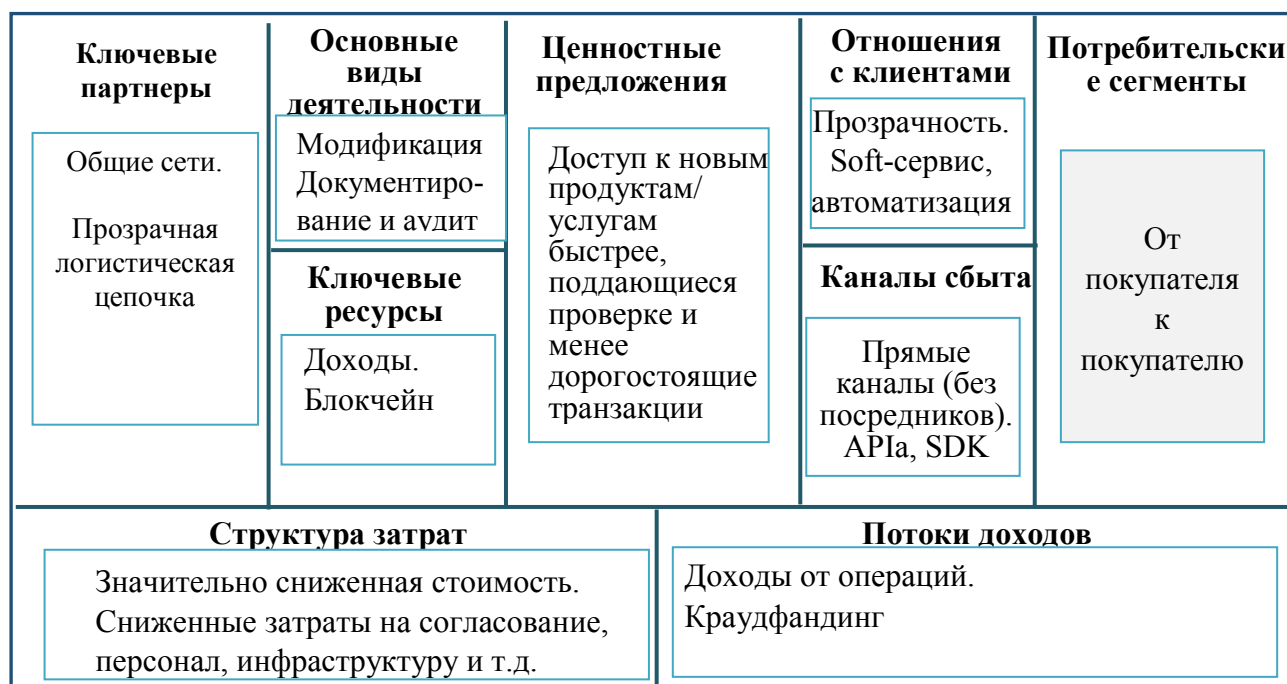 Ключевые
партнеры
Общие сети.
Прозрачная
логистическая
цепочка
Основные
виды
деятельности
Модификация
Документиро-
вание и аудит
Ключевые
ресурсы
Доходы.
Блокчейн
Ценностные
предложения
Доступ к новым
продуктам/
услугам
быстрее,
поддающиеся
проверке и
менее
дорогостоящие
транзакции
Отношения
с клиентами
Прозрачность.
Soft-сервис,
автоматизация
Каналы сбыта
Прямые
каналы (без
посредников).
APIa, SDK
Потребительски
е сегменты
От
покупателя
к
покупателю
Структура затрат
Значительно сниженная стоимость.
Сниженные затраты на согласование,
персонал, инфраструктуру и т.д.
Потоки доходов
Доходы от операций.
Краудфандинг